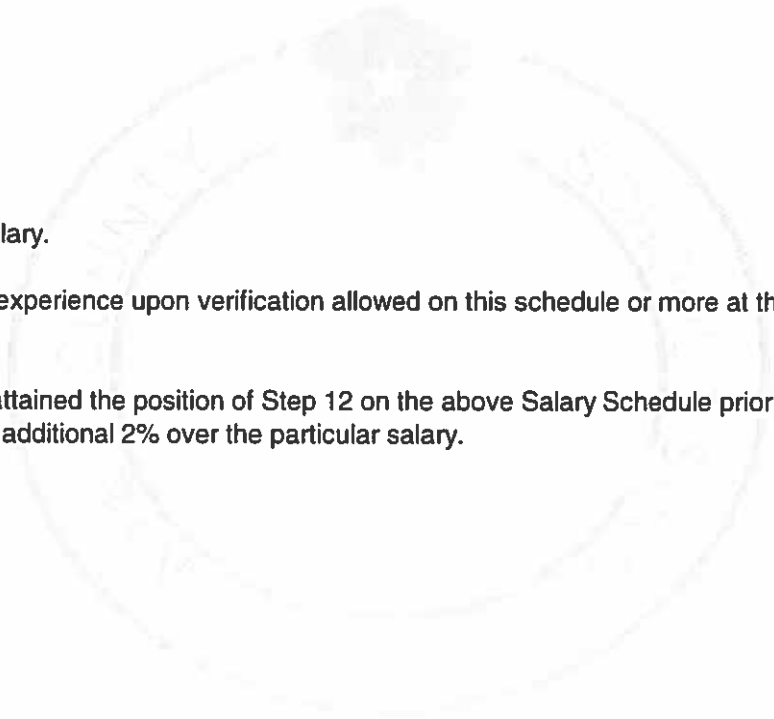 lary.
experience upon verification allowed on this schedule or more at th
attained the position of Step 12 on the above Salary Schedule prior
additional 2% over the particular salary.